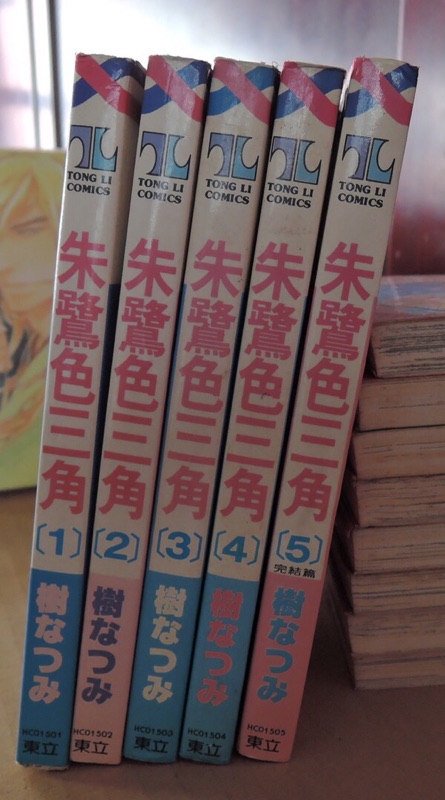 TONG LI
COMICS
朱鷺色三角
〔1〕
樹なつみ
HC01501
東立
TONG LI
COMICS
朱鷺色三角
〔2〕
樹なつみ
HC01502
東立
TONG LI
COMICS
朱鷺色三角
〔3〕
樹なつみ
HC01503
東立
TONG LI
COMICS
朱鷺色三角
〔4〕
樹なつみ
HC01504
東立
TONG LI
COMICS
朱鷺色三角
〔5〕
完結篇
樹なつみ
HC01505
東立